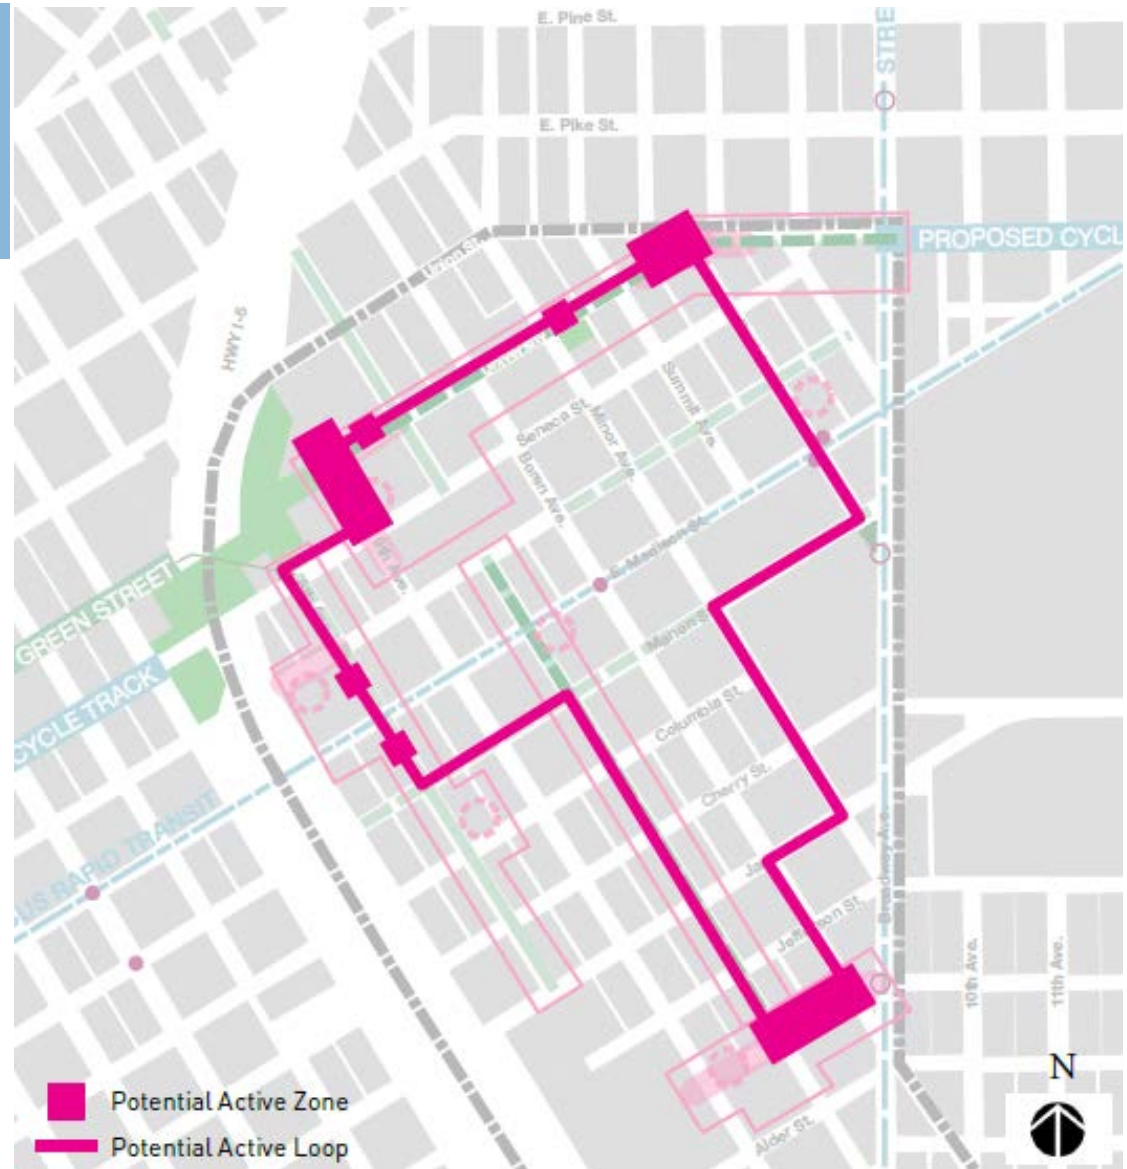 E. Pine St.
STRE
E. Pike St.
PROPOSED CYCL
Union St.
HWY I-5
Summit Ave.
Seneca St.
Minor Ave.
Boren Ave.
E. Madison St.
GREEN STREET
Marion S
CYCLE TRACK
Columbia St.
Cherry St.
BUS RAPID TRANSIT
Ja
Broadway Ave.
Jefferson St.
10th Ave.
11th Ave.
Alder St.
N
Potential Active Zone
Potential Active Loop